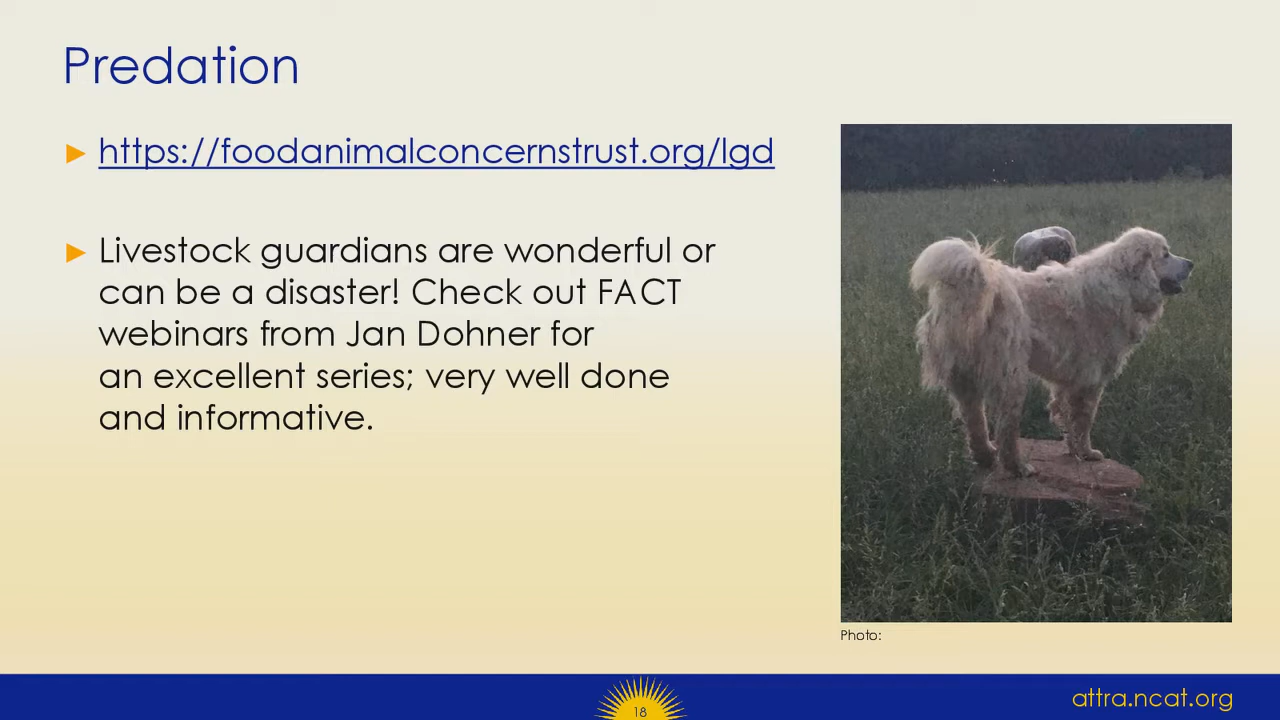 Predation
► https://foodanimalconcernstrust.org/lgd
► Livestock guardians are wonderful or
can be a disaster! Check out FACT
webinars from Jan Dohner for
an excellent series; very well done
and informative.
Photo:
18
attra.ncat.org